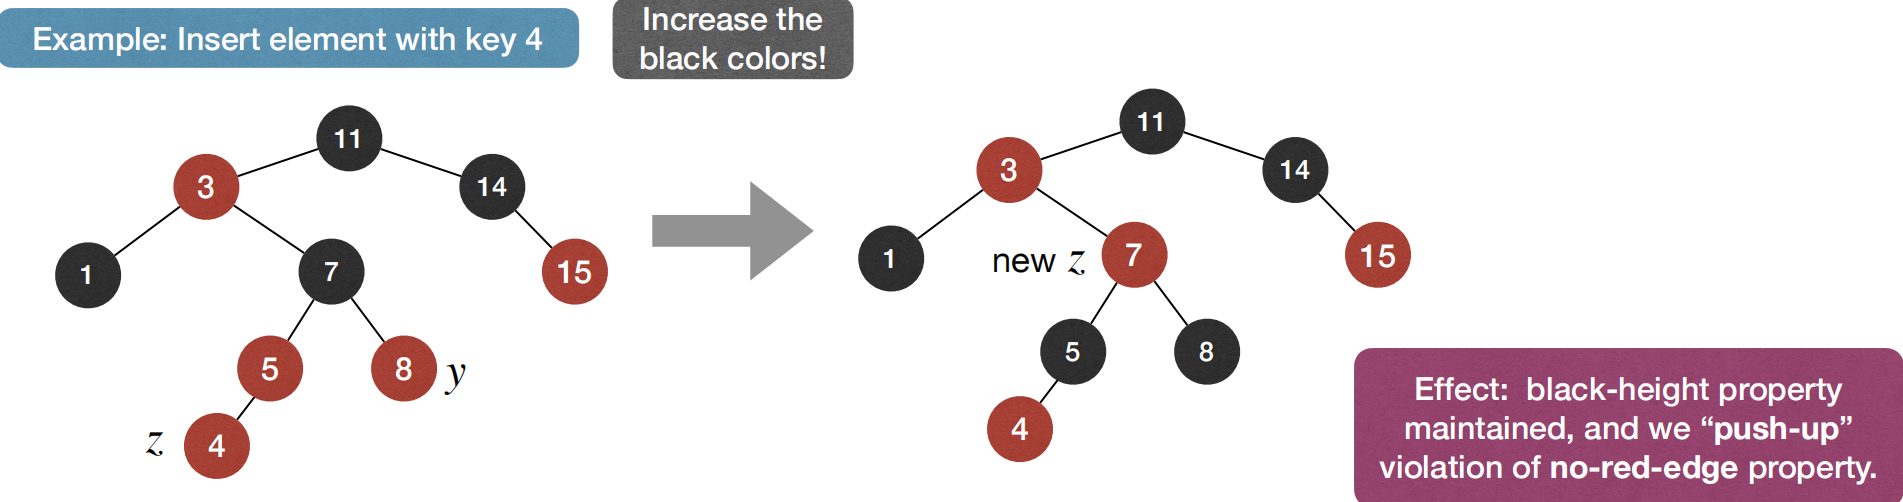 Example: Insert element with key 4
Increase the
black colors!
11
3
14
1
7
15
5
8
y
z
4
11
3
14
1
new z
7
15
5
8
4
Effect: black-height property
maintained, and we “push-up”
violation of no-red-edge property.